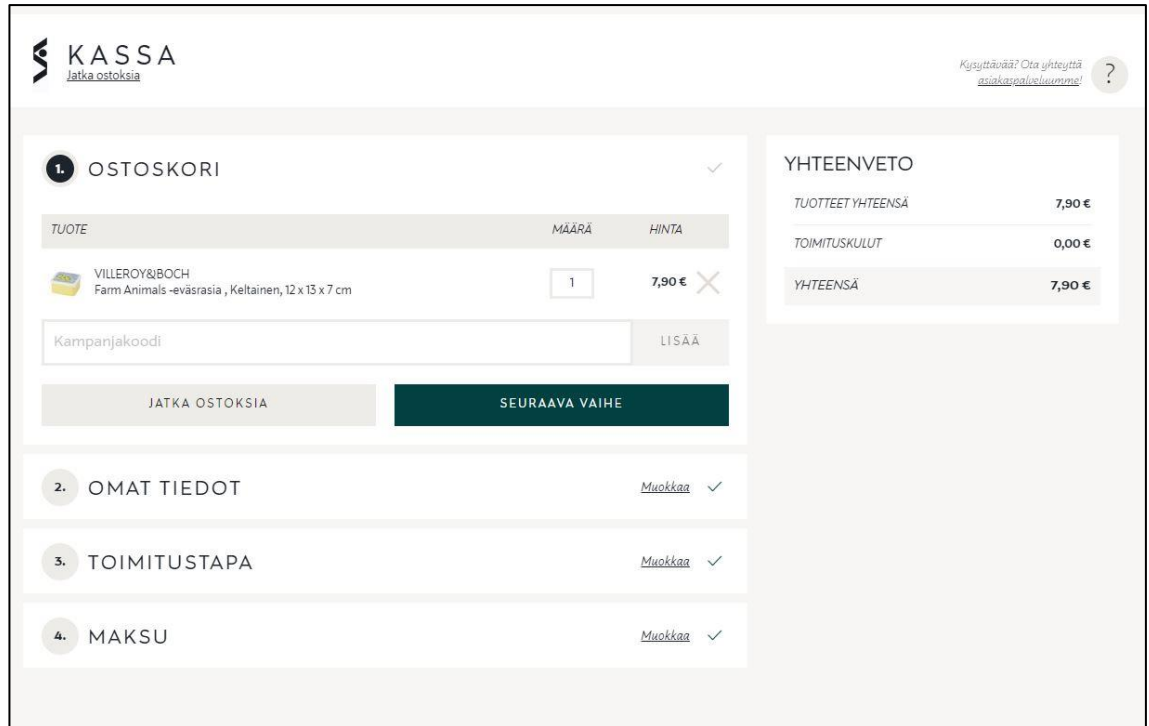 KASSA
Jatka ostoksia
Kysyttävää? Ota yhteyttä
asiakaspalveluumme!
?
1. OSTOSKORI
TUOTE MÄÄRÄ HINTA
VILLEROY&BOCH
Farm Animals -eväsrasia , Keltainen, 12 x 13 x 7 cm
1 7,90 €
Kampanjakoodi LISÄÄ
JATKA OSTOKSIA SEURAAVA VAIHE
2. OMAT TIEDOT Muokkaa
3. TOIMITUSTAPA Muokkaa
4. MAKSU Muokkaa
YHTEENVETO
TUOTTEET YHTEENSÄ 7,90 €
TOIMITUSKULUT 0,00 €
YHTEENSÄ 7,90 €